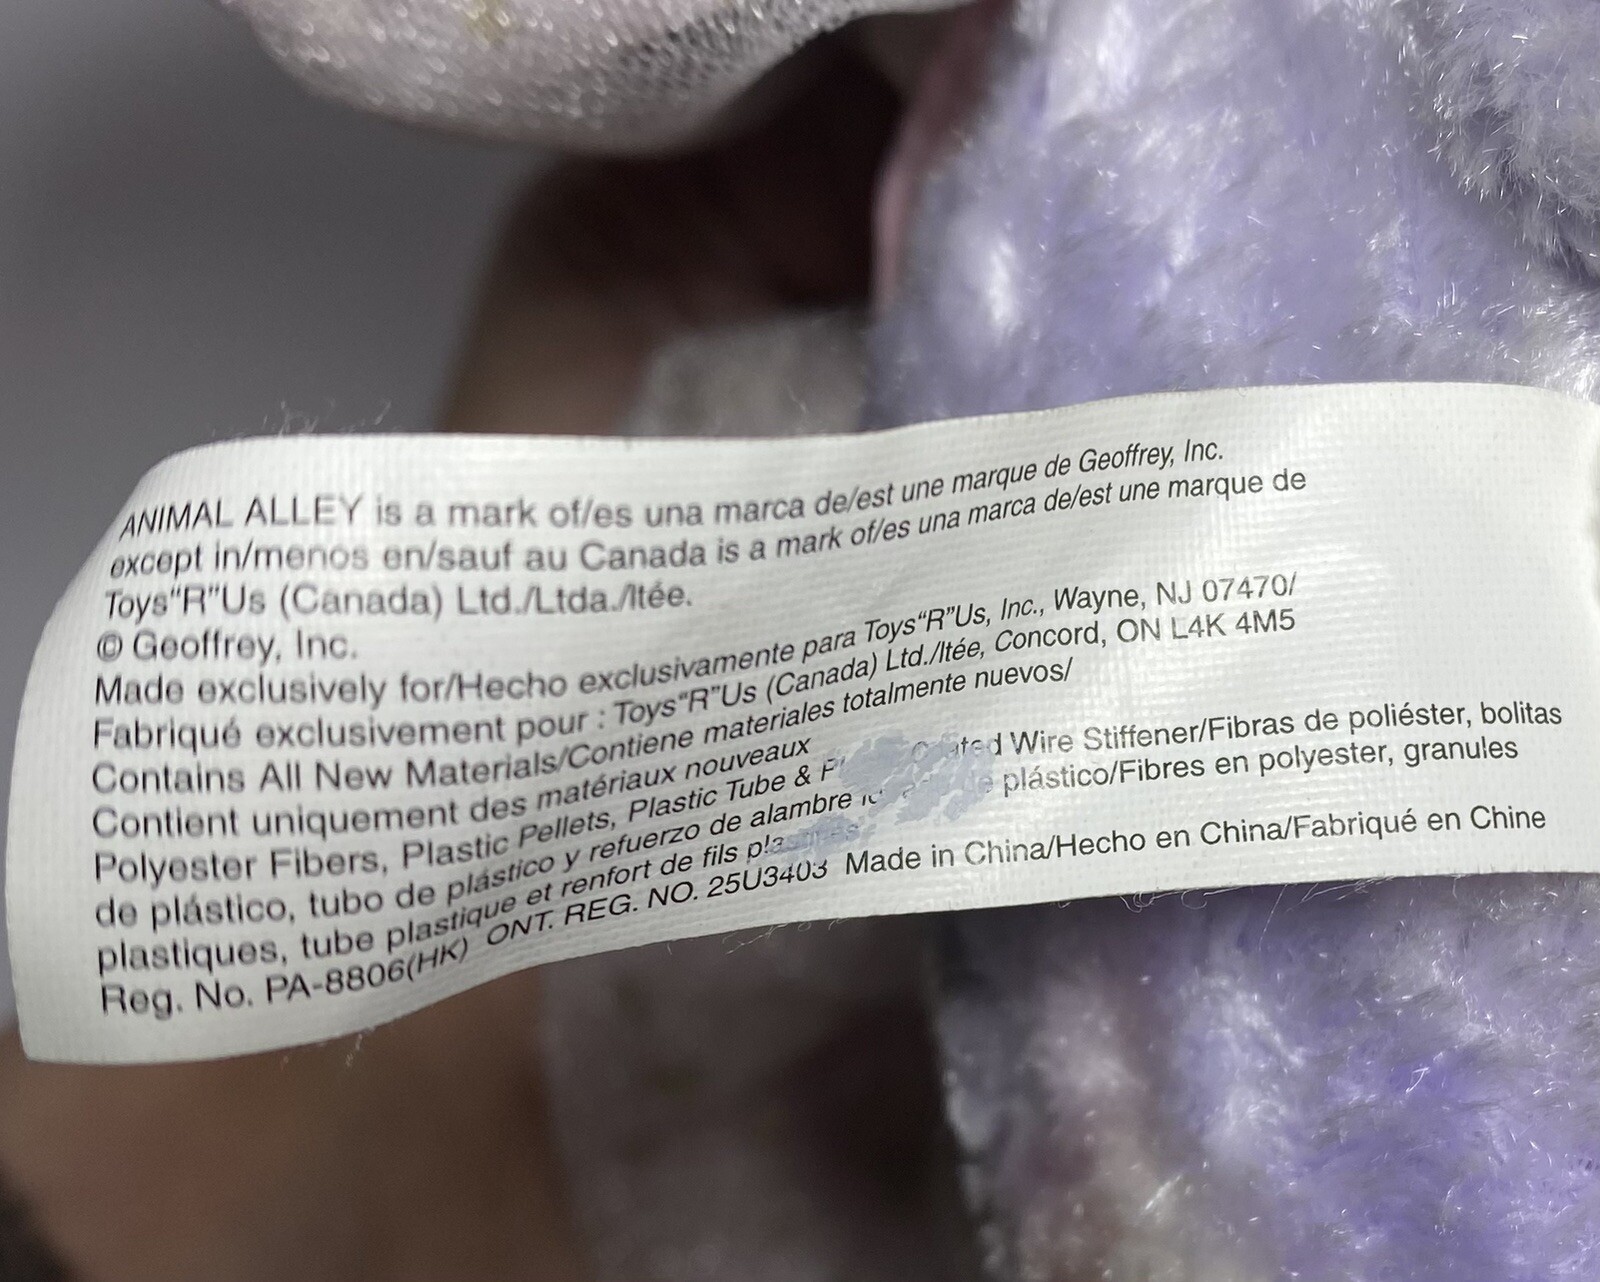 ANIMAL ALLEY is a mark of/es una marca de/est une marque de Geoffrey, Inc.
except in/menos en/sauf au Canada is a mark of/es una marca de/est une marque de
Toys"R"Us (Canada) Ltd./Ltda./ltée.
© Geoffrey, Inc.
Made exclusively for/Hecho exclusivamente para Toys"R"Us, Inc., Wayne, NJ 07470/
Fabriqué exclusivement pour : Toys"R"Us (Canada) Ltd./ltée, Concord, ON L4K 4M5
Contains All New Materials/Contiene materiales totalmente nuevos/
Contient uniquement des matériaux nouveaux
Polyester Fibers, Plastic Pellets, Plastic Tube & Wire Stiffener/Fibras de poliéster, bolitas
de plástico, tubo de plástico y refuerzo de alambre plástico/Fibres en polyester, granules
plastiques, tube plastique et renfort de fils
Reg. No. PA-8806(HK) ONT. REG. NO. 25U3403 Made in China/Hecho en China/Fabriqué en Chine